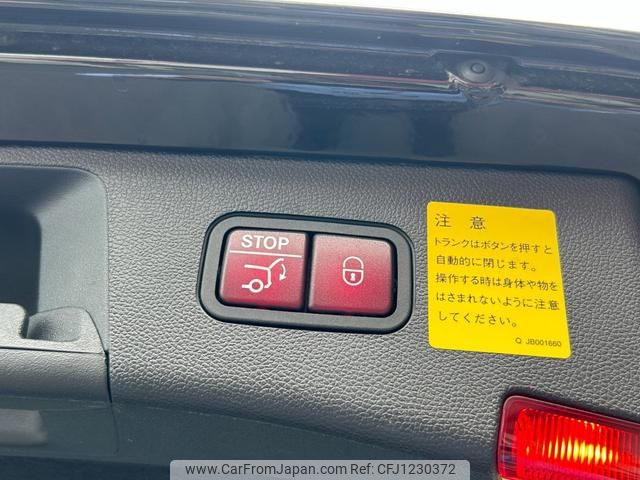 STOP
注 意
トランクはボタンを押すと
自動的に閉じます。
操作する時は身体や物を
はさまれないように注意
してください。
Q JB001660
www.CarFromJapan.com | Photo ID: CFJ1230372